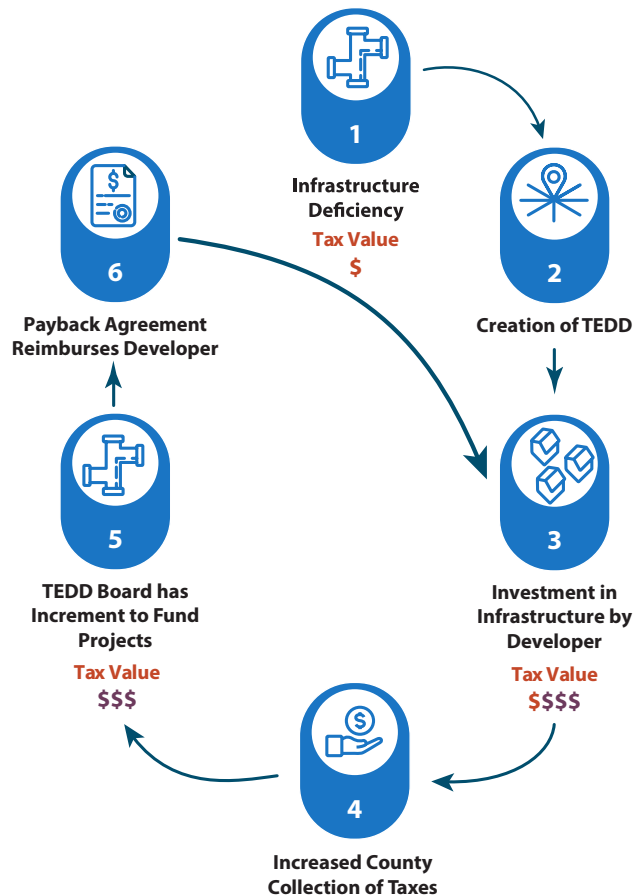 1
Infrastructure
Deficiency
Tax Value
$
2
Creation of TEDD
3
Investment in
Infrastructure by
Developer
Tax Value
$$$$
$
4
Increased County
Collection of Taxes
5
TEDD Board has
Increment to Fund
Projects
Tax Value
$$$
$
6
Payback Agreement
Reimburses Developer